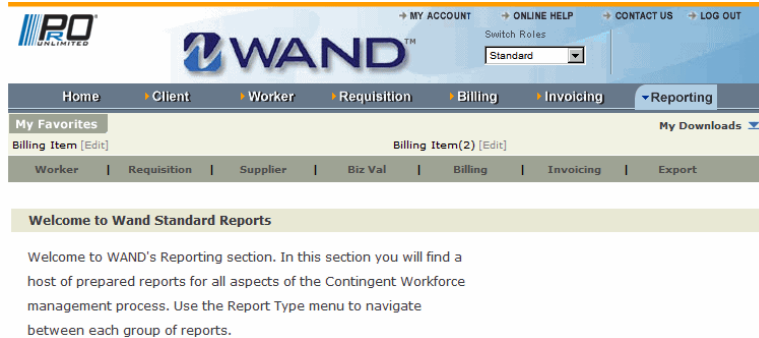 MY ACCOUNT ONLINE HELP CONTACT US LOG OUT
PRO
UNLIMITED
WAND™
Switch Roles
Standard
Home Client Worker Requisition Billing Invoicing Reporting
My Favorites
My Downloads
Billing Item [Edit] Billing Item(2) [Edit]
Worker | Requisition | Supplier | Biz Val | Billing | Invoicing | Export
Welcome to Wand Standard Reports
Welcome to WAND's Reporting section. In this section you will find a
host of prepared reports for all aspects of the Contingent Workforce
management process. Use the Report Type menu to navigate
between each group of reports.